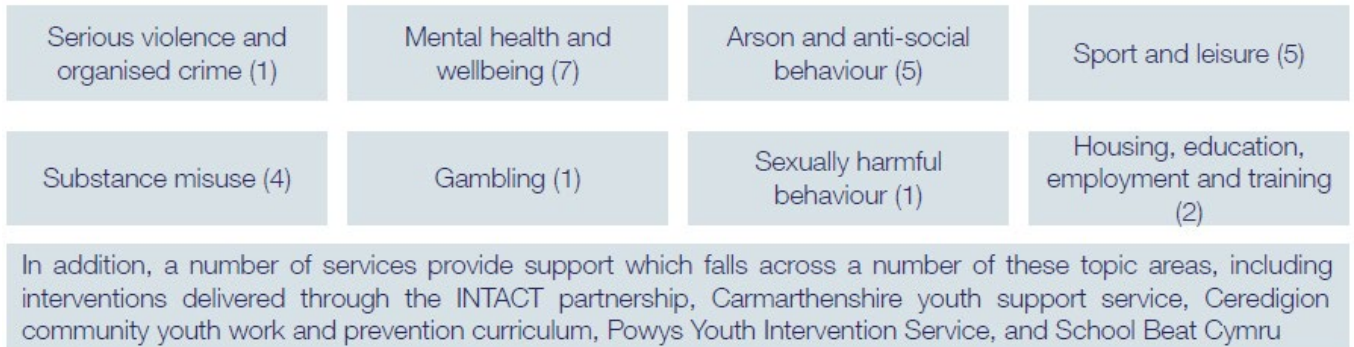 Serious violence and
organised crime (1)
Mental health and
wellbeing (7)
Arson and anti-social
behaviour (5)
Sport and leisure (5)
Substance misuse (4)
Gambling (1)
Sexually harmful
behaviour (1)
Housing, education,
employment and training
(2)
In addition, a number of services provide support which falls across a number of these topic areas, including
interventions delivered through the INTACT partnership, Carmarthenshire youth support service, Ceredigion
community youth work and prevention curriculum, Powys Youth Intervention Service, and School Beat Cymru